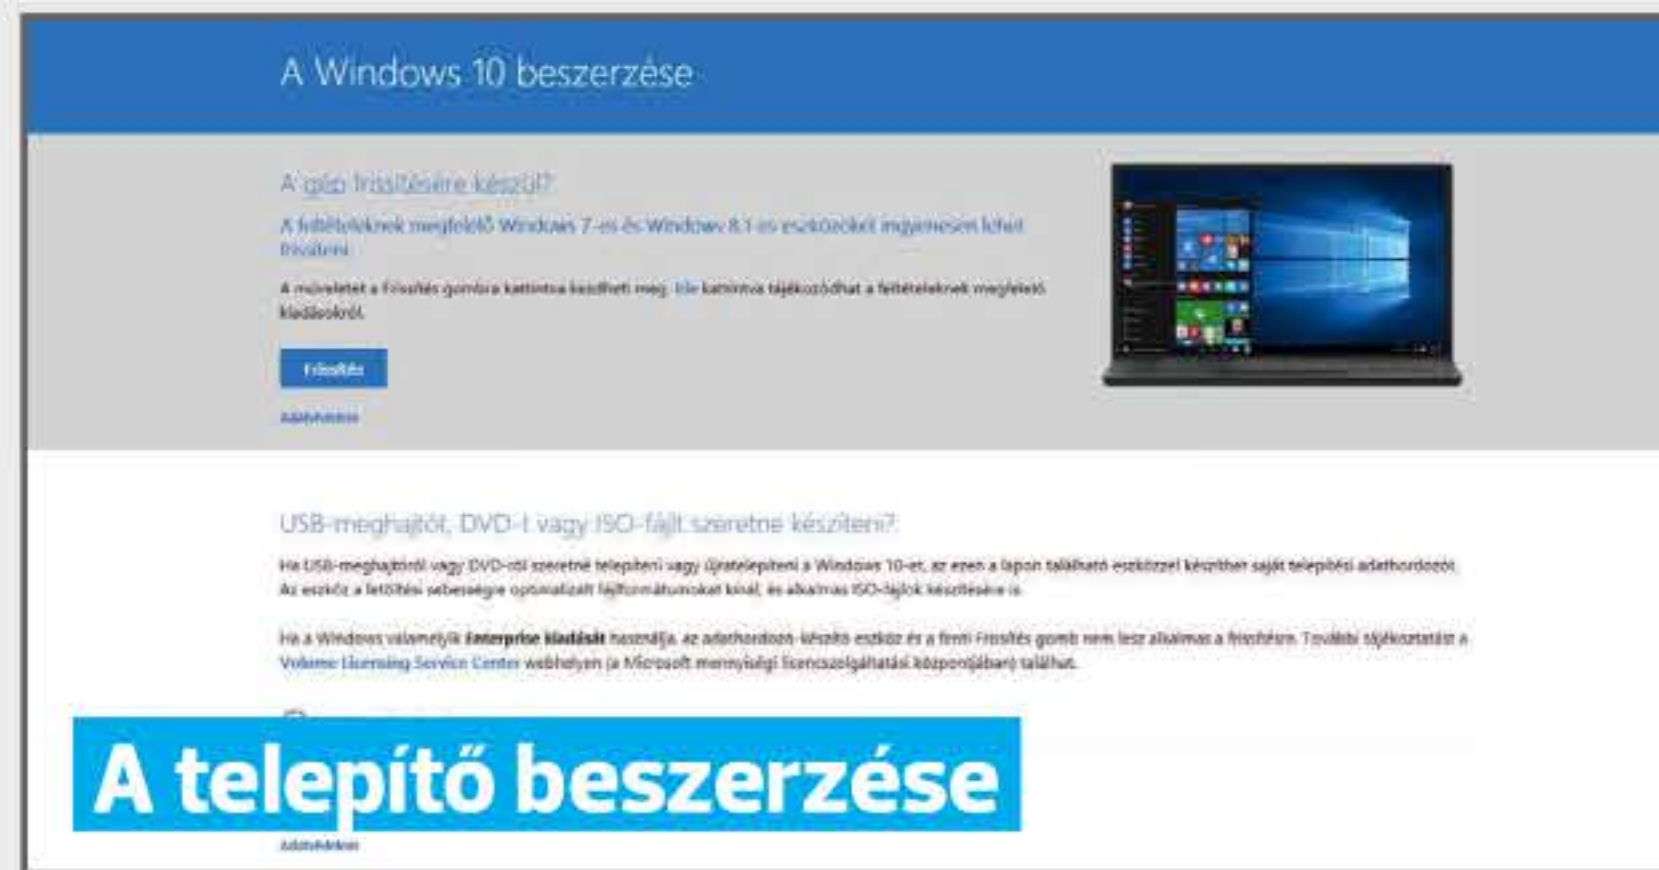 A Windows 10 beszerzése
A gép frissítésére készül?
A feltételeknek megfelelő Windows 7-es és Windows 8.1-es eszközöket ingyenesen lehet
frissíteni.
A műveletet a Frissítés gombra kattintva kezdheti meg. Ide kattintva tájékozódhat a feltételeknek megfelelő
kiadásokról.
Frissítés
Adatvédelem
USB-meghajtót, DVD-t vagy ISO-fájlt szeretne készíteni?
Ha USB-meghajtóról vagy DVD-ről szeretné telepíteni vagy újratelepíteni a Windows 10-et, az ezen a lapon található eszközzel készíthet saját telepítési adathordozót.
Az eszköz a letöltési sebességre optimalizált fájlformátumokat kínál, és alkalmas ISO-fájlok készítésére is.
Ha a Windows valamelyik Enterprise kiadását használja, az adathordozó-készítő eszköz és a fenti Frissítés gomb nem lesz alkalmas a frissítésre. További tájékoztatást a
Volume Licensing Service Center webhelyen (a Microsoft mennyiségi licencszolgáltatási központjában) találhat.
A telepítő beszerzése
Adatvédelem